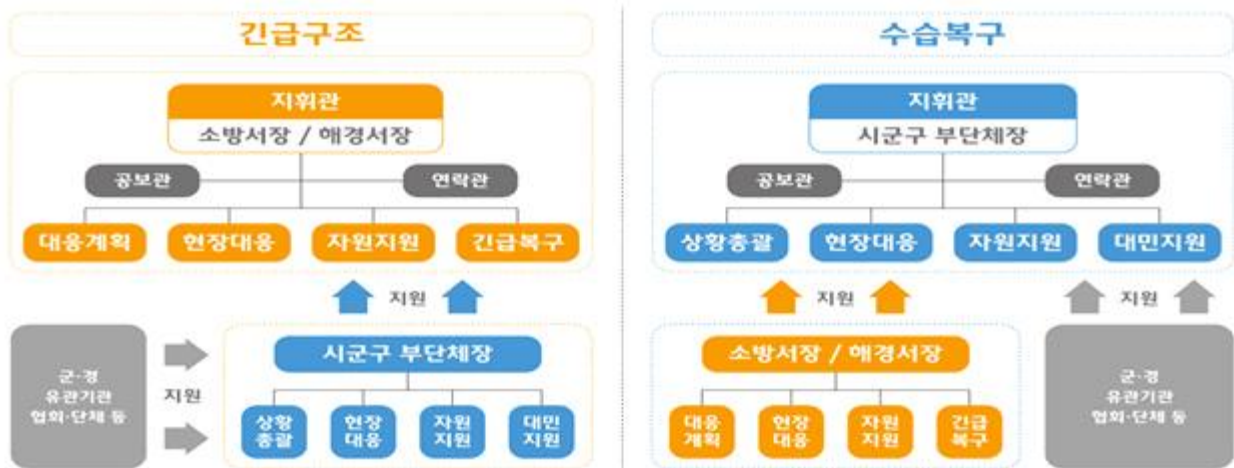 긴급구조
지휘관
소방서장 / 해경서장
공보관
연락관
대응계획
현장대응
자원지원
긴급복구
지원
군·경
유관기관
협회·단체 등
지원
시군구 부단체장
상황
총괄
현장
대응
자원
지원
대민
지원
수습복구
지휘관
시군구 부단체장
공보관
연락관
상황총괄
현장대응
자원지원
대민지원
지원
지원
소방서장 / 해경서장
대응
계획
현장
대응
자원
지원
긴급
복구
군·경
유관기관
협회·단체 등